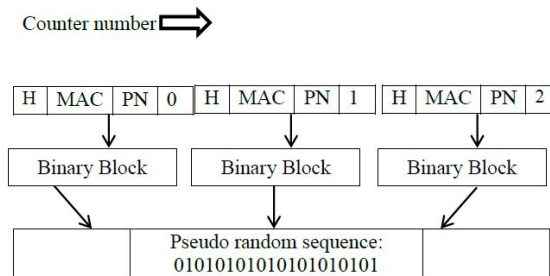 Counter number
H MAC PN 0 H MAC PN 1 H MAC PN 2
Binary Block Binary Block Binary Block
Pseudo random sequence:
01010101010101010101